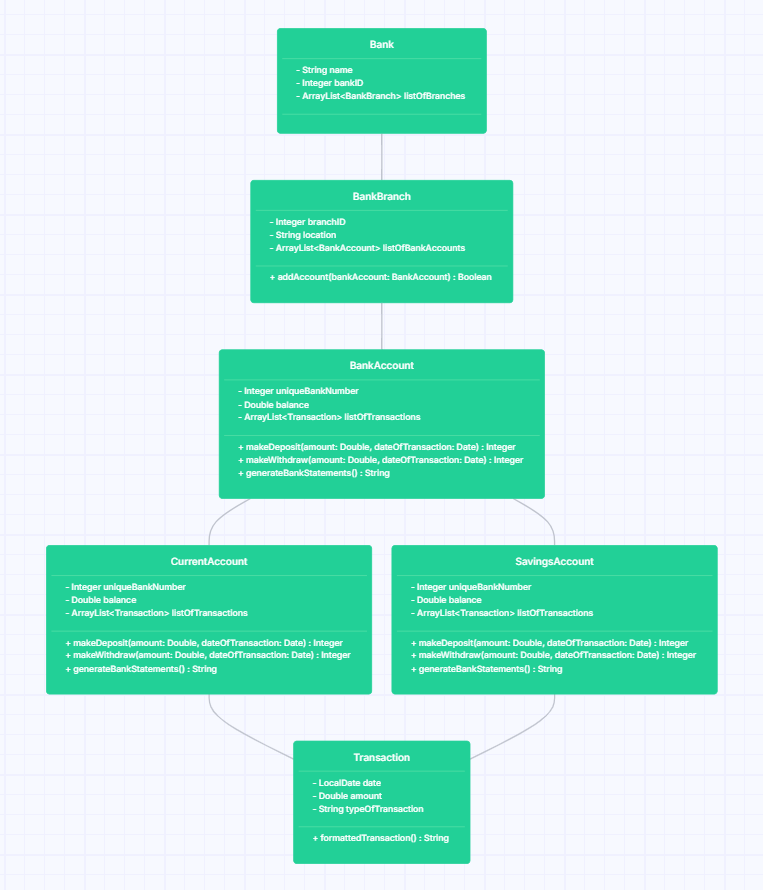 Bank
- String name
- Integer bankID
- ArrayList<BankBranch> listOfBranches
BankBranch
- Integer branchID
- String location
- ArrayList<BankAccount> listOfBankAccounts
+ addAccount(bankAccount: BankAccount) : Boolean
BankAccount
- Integer uniqueBankNumber
- Double balance
- ArrayList<Transaction> listOfTransactions
+ makeDeposit(amount: Double, dateOfTransaction: Date) : Integer
+ makeWithdraw(amount: Double, dateOfTransaction: Date) : Integer
+ generateBankStatements() : String
CurrentAccount
- Integer uniqueBankNumber
- Double balance
- ArrayList<Transaction> listOfTransactions
+ makeDeposit(amount: Double, dateOfTransaction: Date) : Integer
+ makeWithdraw(amount: Double, dateOfTransaction: Date) : Integer
+ generateBankStatements() : String
SavingsAccount
- Integer uniqueBankNumber
- Double balance
- ArrayList<Transaction> listOfTransactions
+ makeDeposit(amount: Double, dateOfTransaction: Date) : Integer
+ makeWithdraw(amount: Double, dateOfTransaction: Date) : Integer
+ generateBankStatements() : String
Transaction
- LocalDate date
- Double amount
- String typeOfTransaction
+ formattedTransaction() : String